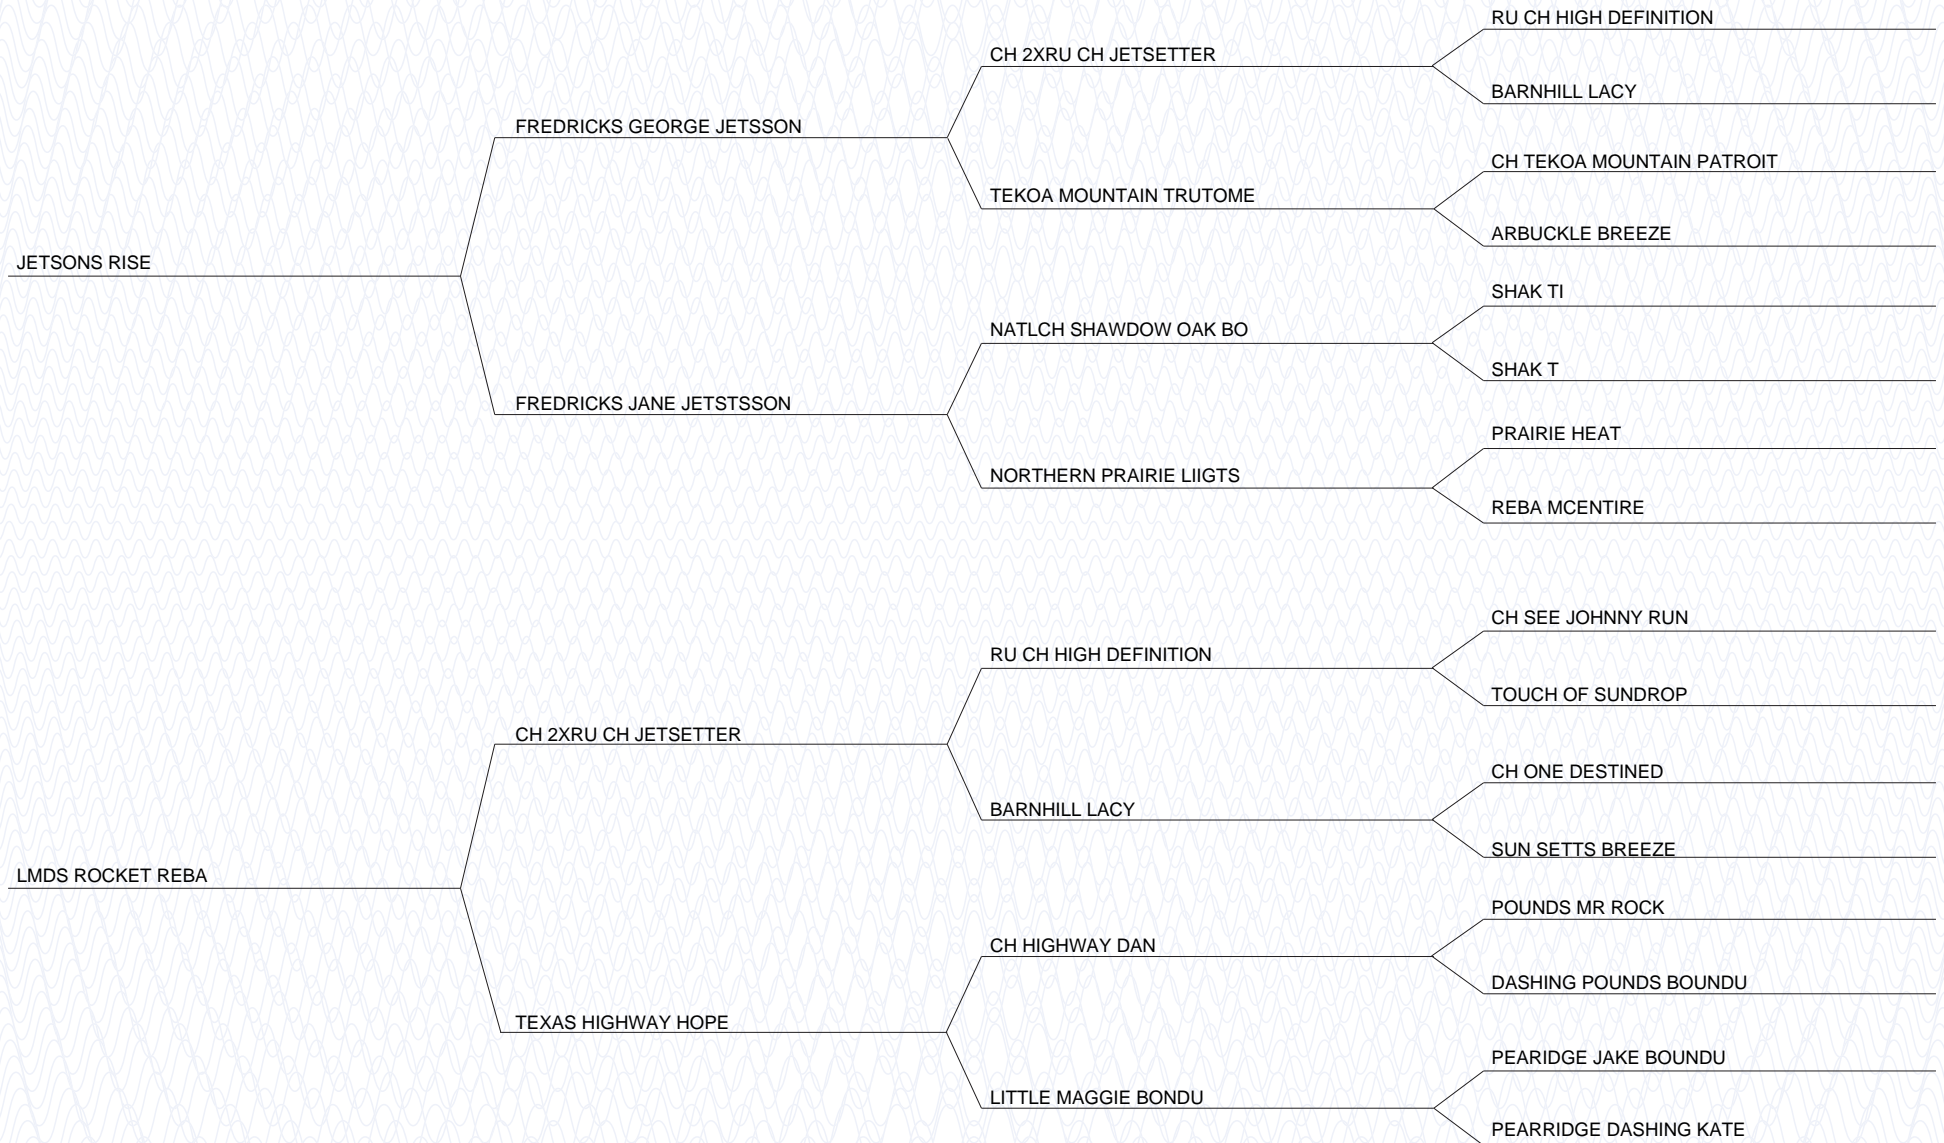 RU CH HIGH DEFINITION
CH 2XRU CH JETSETTER
BARNHILL LACY
FREDRICKS GEORGE JETSSON
CH TEKOA MOUNTAIN PATROIT
TEKOA MOUNTAIN TRUTOME
ARBUCKLE BREEZE
JETSONS RISE
SHAK TI
NATLCH SHAWDOW OAK BO
SHAK T
FREDRICKS JANE JETSTSSON
PRAIRIE HEAT
NORTHERN PRAIRIE LIIGTS
REBA MCENTIRE
CH SEE JOHNNY RUN
RU CH HIGH DEFINITION
TOUCH OF SUNDROP
CH 2XRU CH JETSETTER
CH ONE DESTINED
BARNHILL LACY
SUN SETTS BREEZE
LMDS ROCKET REBA
POUNDS MR ROCK
CH HIGHWAY DAN
DASHING POUNDS BOUNDU
TEXAS HIGHWAY HOPE
PEARIDGE JAKE BOUNDU
LITTLE MAGGIE BONDU
PEARRIDGE DASHING KATE